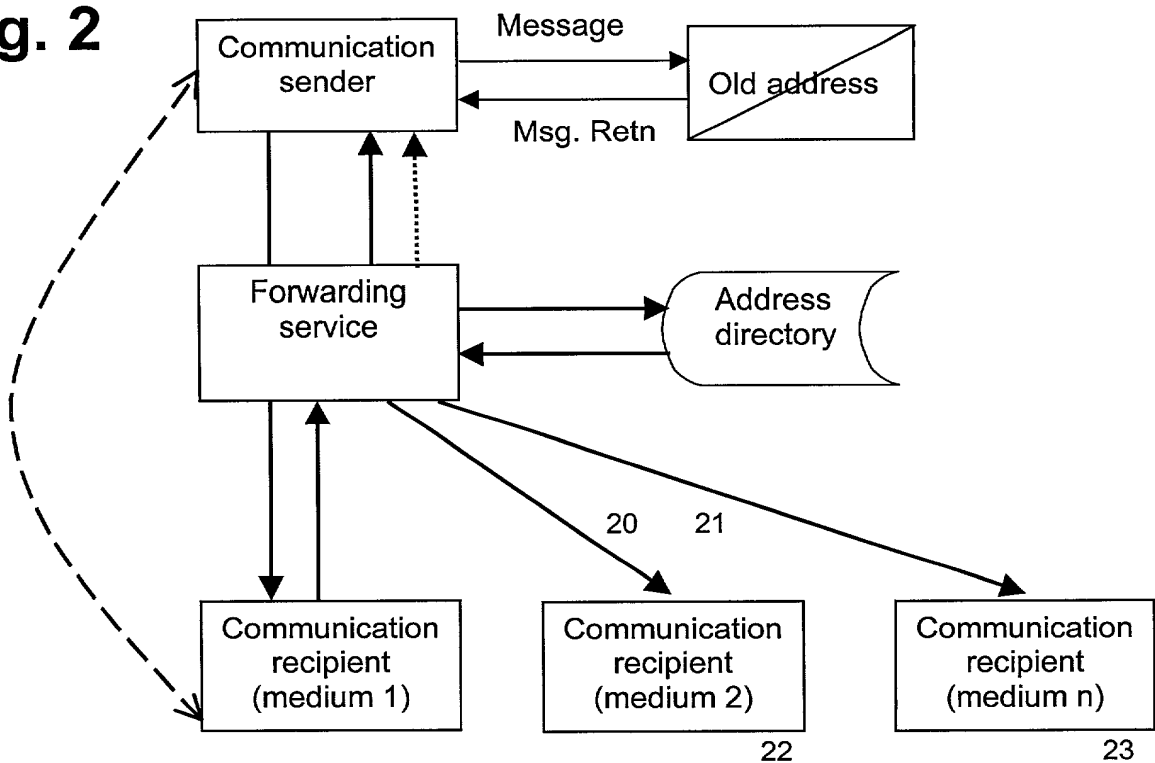 g. 2
Communication
sender
Message
Old address
Msg. Retn
Forwarding
service
Address
directory
20
21
Communication
recipient
(medium 1)
Communication
recipient
(medium 2)
Communication
recipient
(medium n)
22
23